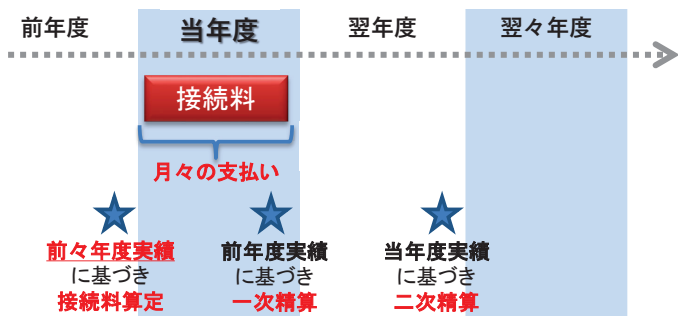 前年度
当年度
翌年度
翌々年度
接続料
月々の支払い
前々年度実績
に基づき
接続料算定
前年度実績
に基づき
一次精算
当年度実績
に基づき
二次精算